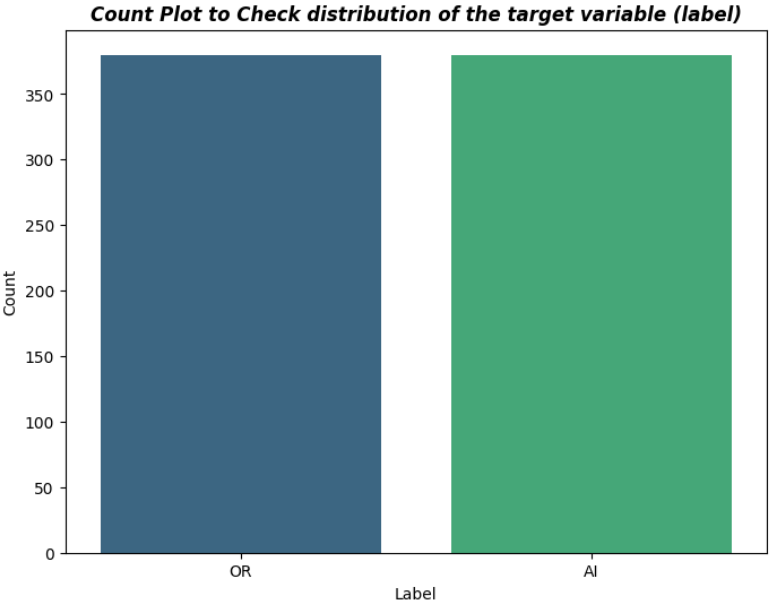 Count Plot to Check distribution of the target variable (label)
350
300
250
200
150
100
50
0
Count
OR
AI
Label